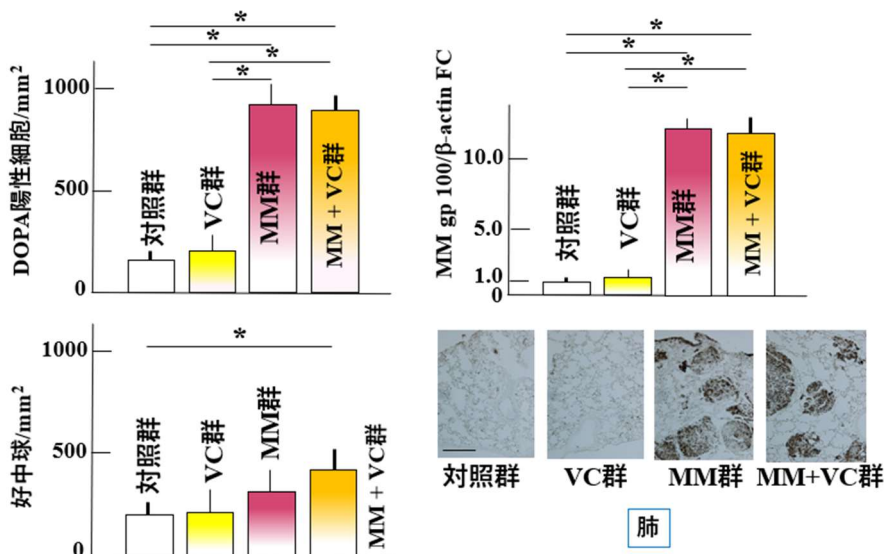 * * * *
DOPA陽性細胞/mm²
1000
500
0
対照群
VC群
MM群
MM + VC群
* * * *
MM gp 100/β-actin FC
10.0
5.0
1.0
0
対照群
VC群
MM群
MM + VC群
*
好中球/mm²
1000
500
0
対照群
VC群
MM群
MM + VC群
対照群 VC群 MM群 MM+VC群
肺